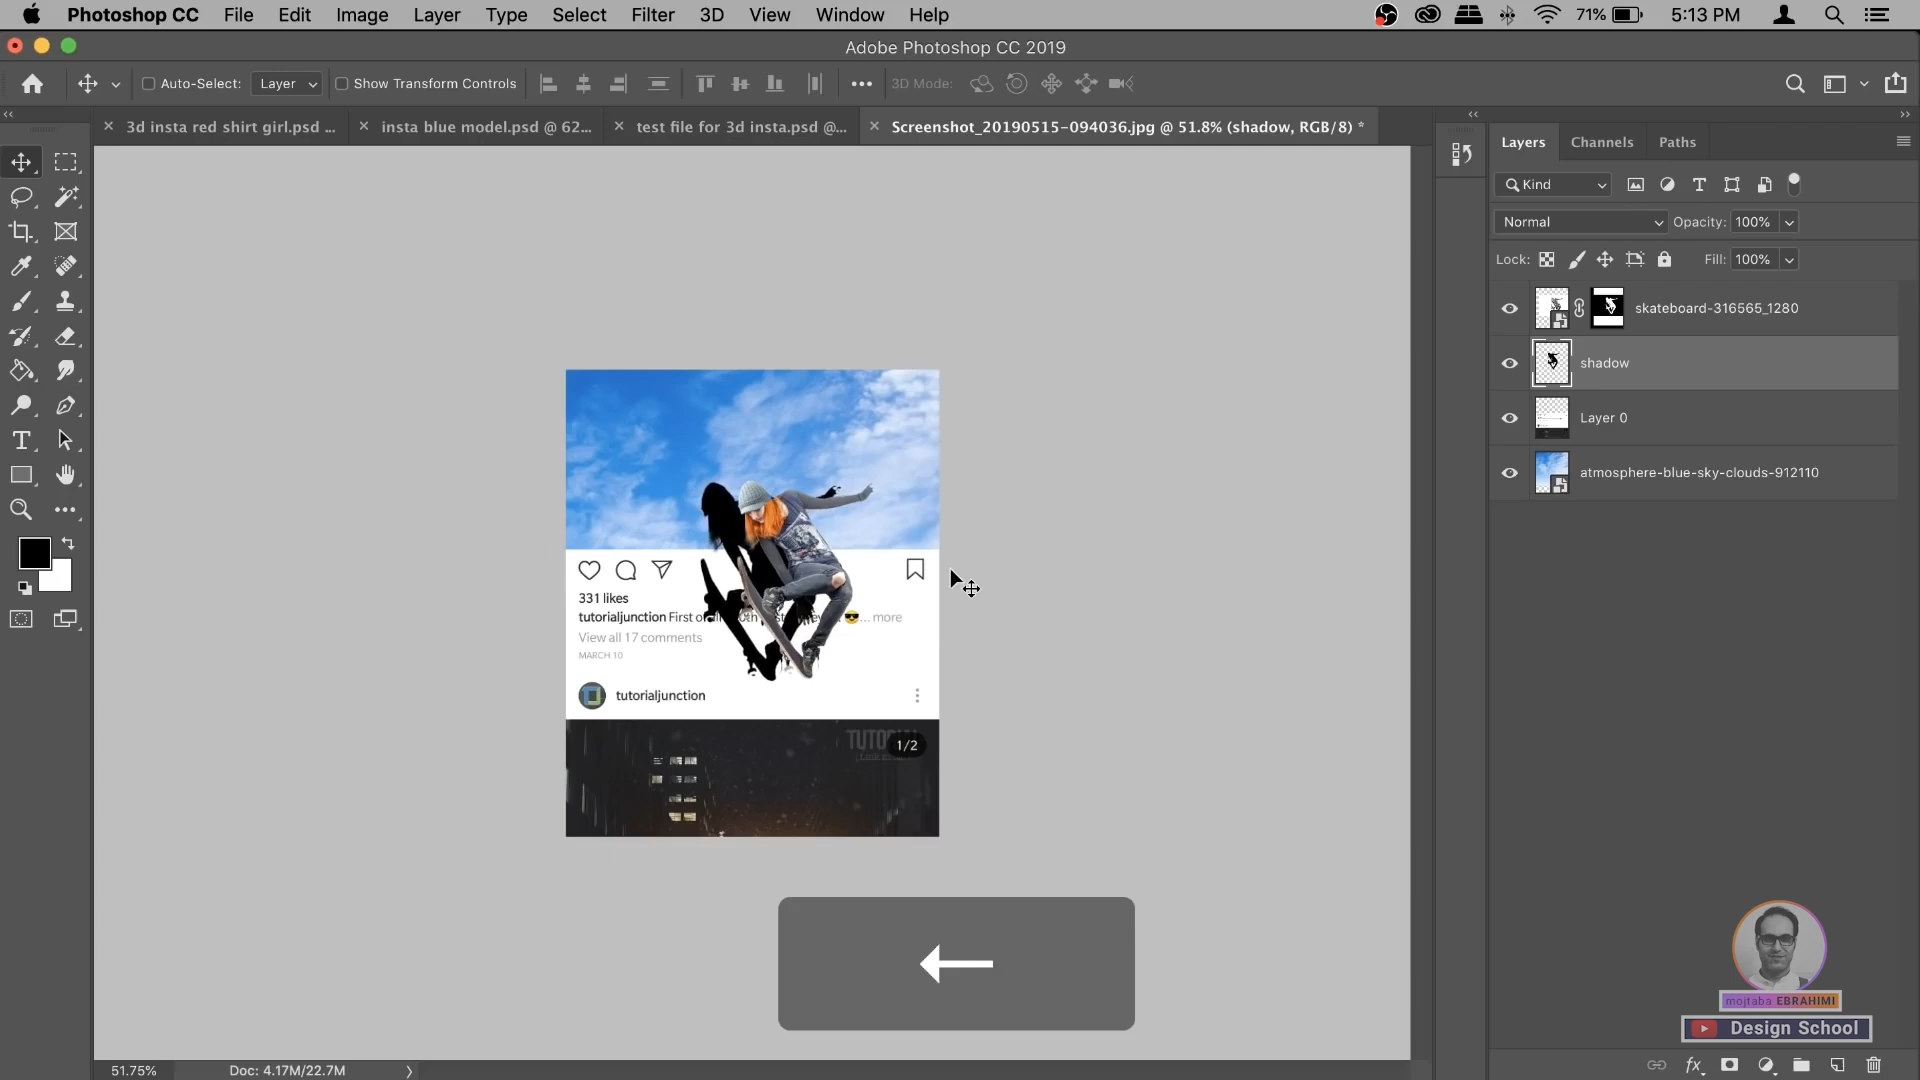 Photoshop CC File Edit Image Layer Type Select Filter 3D View Window Help 71% 5:13 PM
Adobe Photoshop CC 2019
Auto-Select: Layer Show Transform Controls 3D Mode:
3d insta red shirt girl.psd ... insta blue model.psd @ 62... test file for 3d insta.psd @... Screenshot_20190515-094036.jpg @ 51.8% (shadow, RGB/8) *
Layers Channels Paths
Kind
Normal Opacity: 100%
Lock: Fill: 100%
skateboard-316565_1280
shadow
Layer 0
atmosphere-blue-sky-clouds-912110
331 likes
tutorialjunction First ... more
View all 17 comments
MARCH 10
tutorialjunction
1/2
mojtaba EBRAHIMI
Design School
51.75% Doc: 4.17M/22.7M